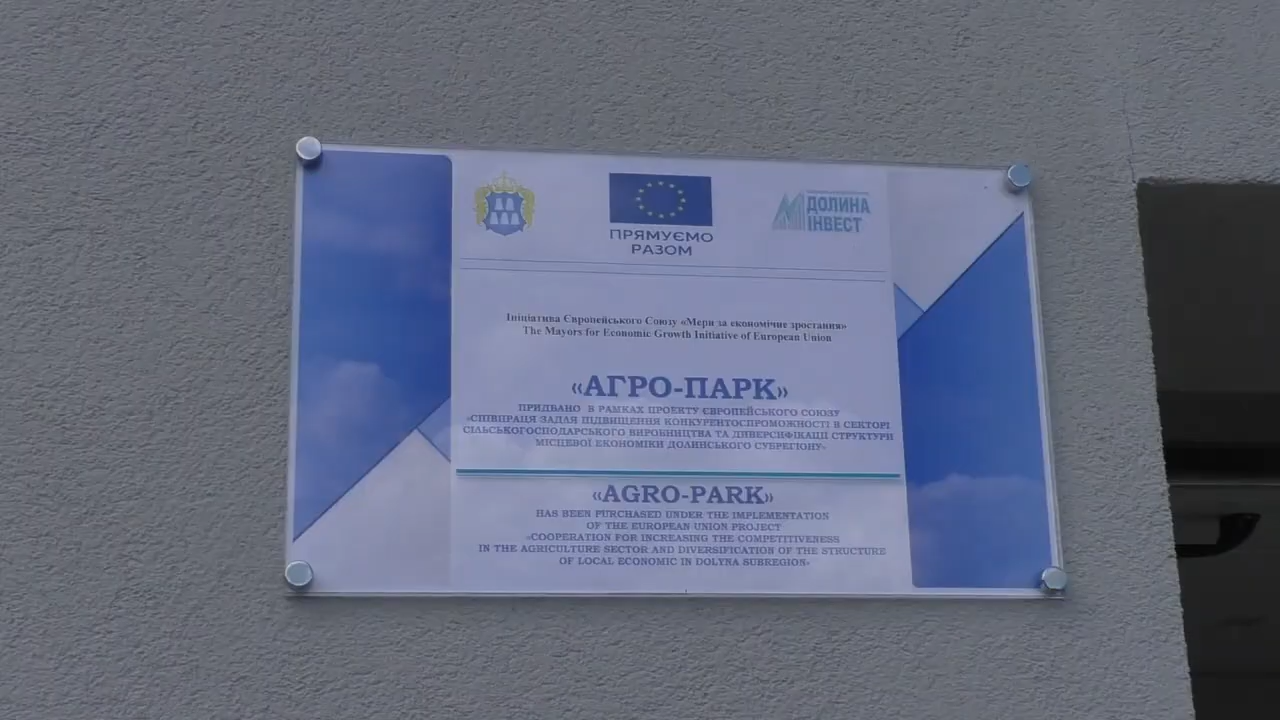 ПРЯМУЄМО
РАЗОМ
ДОЛИНА
ІНВЕСТ
Ініціатива Європейського Союзу «Мери за економічне зростання»
The Mayors for Economic Growth Initiative of European Union
«АГРО-ПАРК»
ПРИДБАНО В РАМКАХ ПРОЕКТУ ЄВРОПЕЙСЬКОГО СОЮЗУ
«СПІВПРАЦЯ ЗАДЛЯ ПІДВИЩЕННЯ КОНКУРЕНТОСПРОМОЖНОСТІ В СЕКТОРІ
СІЛЬСЬКОГОСПОДАРСЬКОГО ВИРОБНИЦТВА ТА ДИВЕРСИФІКАЦІЇ СТРУКТУРИ
МІСЦЕВОЇ ЕКОНОМІКИ ДОЛИНСЬКОГО СУБРЕГІОНУ»
«AGRO-PARK»
HAS BEEN PURCHASED UNDER THE IMPLEMENTATION
OF THE EUROPEAN UNION PROJECT
«COOPERATION FOR INCREASING THE COMPETITIVENESS
IN THE AGRICULTURE SECTOR AND DIVERSIFICATION OF THE STRUCTURE
OF LOCAL ECONOMIC IN DOLYNA SUBREGION»